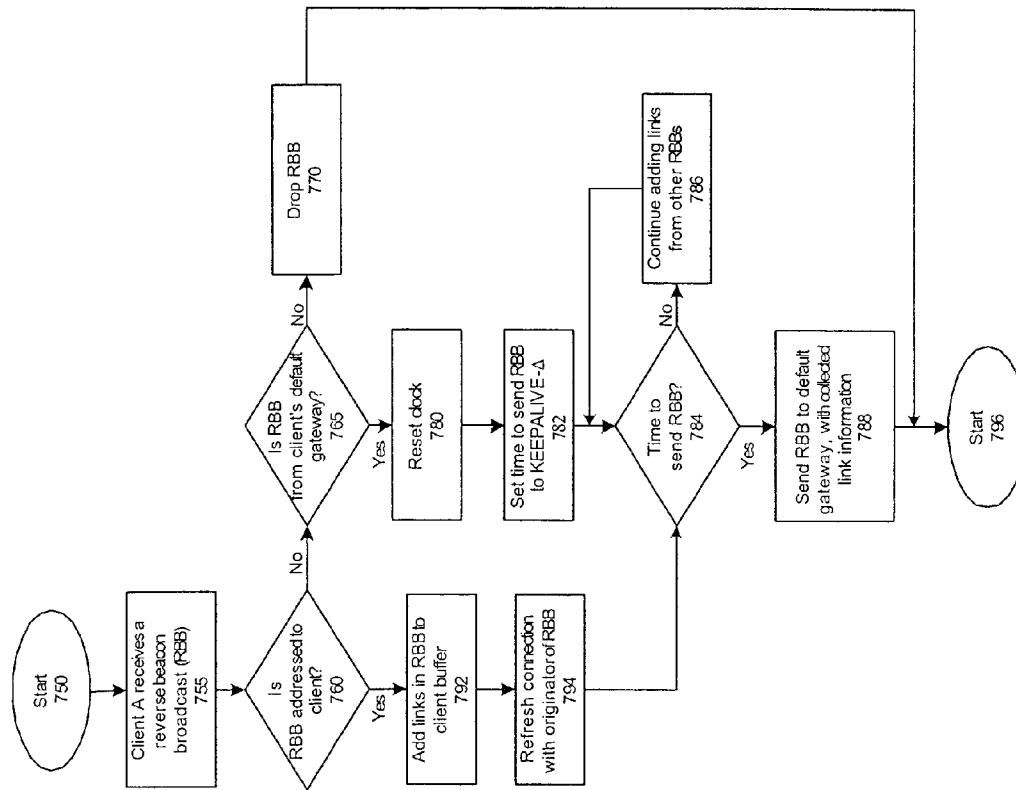 Start
750
Client A receives a
reverse beacon
broadcast (RBB)
755
Is
RBB addressed to
client?
760
No
Yes
Add links in RBB to
client buffer
792
Refresh connection
with originator of RBB
794
Is RBB
from client's default
gateway?
765
No
Yes
Drop RBB
770
Reset clock
780
Set time to send RBB
to KEEPALIVE-Δ
782
Time to
send RBB?
784
No
Yes
Continue adding links
from other RBBs
786
Send RBB to default
gateway, with collected
link information
788
Start
796